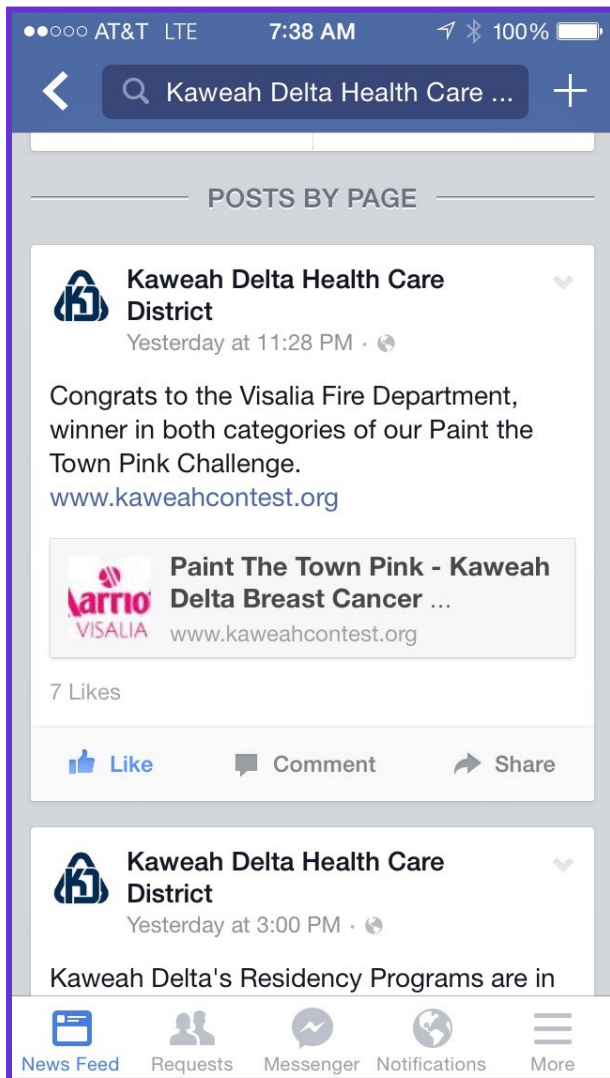 AT&T LTE 7:38 AM 100%
Kaweah Delta Health Care ...
POSTS BY PAGE
Kaweah Delta Health Care
District
Yesterday at 11:28 PM ·
Congrats to the Visalia Fire Department,
winner in both categories of our Paint the
Town Pink Challenge.
www.kaweahcontest.org
arrio
VISALIA
Paint The Town Pink - Kaweah
Delta Breast Cancer ...
www.kaweahcontest.org
7 Likes
Like Comment Share
Kaweah Delta Health Care
District
Yesterday at 3:00 PM ·
Kaweah Delta's Residency Programs are in
News Feed Requests Messenger Notifications More